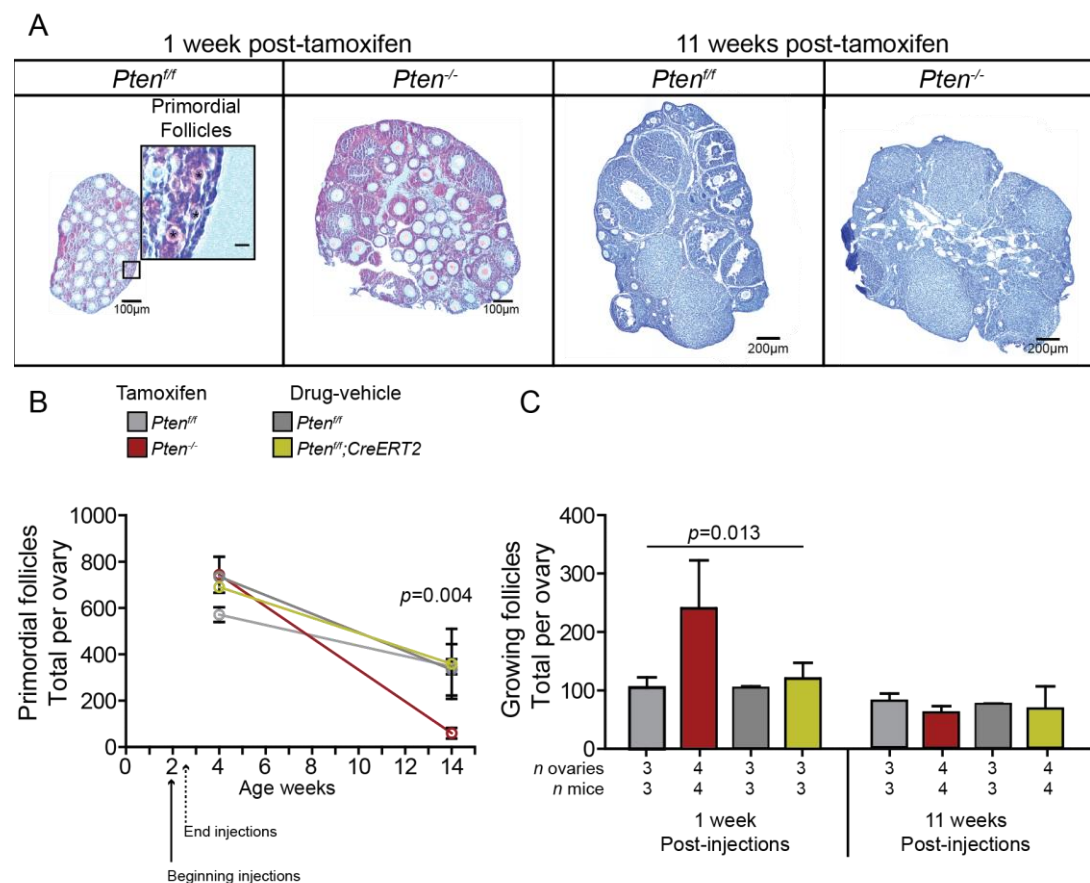 A
1 week post-tamoxifen
11 weeks post-tamoxifen
Pten^f/f
Pten^-/-
Pten^f/f
Pten^-/-
Primordial
Follicles
*
*
*
100µm
100µm
200µm
200µm
B
Tamoxifen
Drug-vehicle
Pten^f/f
Pten^f/f
Pten^-/-
Pten^f/f;CreERT2
Primordial follicles
Total per ovary
1000
800
600
400
200
0
p=0.004
0 2 4 6 8 10 12 14
Age weeks
End injections
Beginning injections
C
Growing follicles
Total per ovary
400
300
200
100
0
p=0.013
n ovaries 3 4 3 3 3 4 3 4
n mice 3 4 3 3 3 4 3 4
1 week
Post-injections
11 weeks
Post-injections